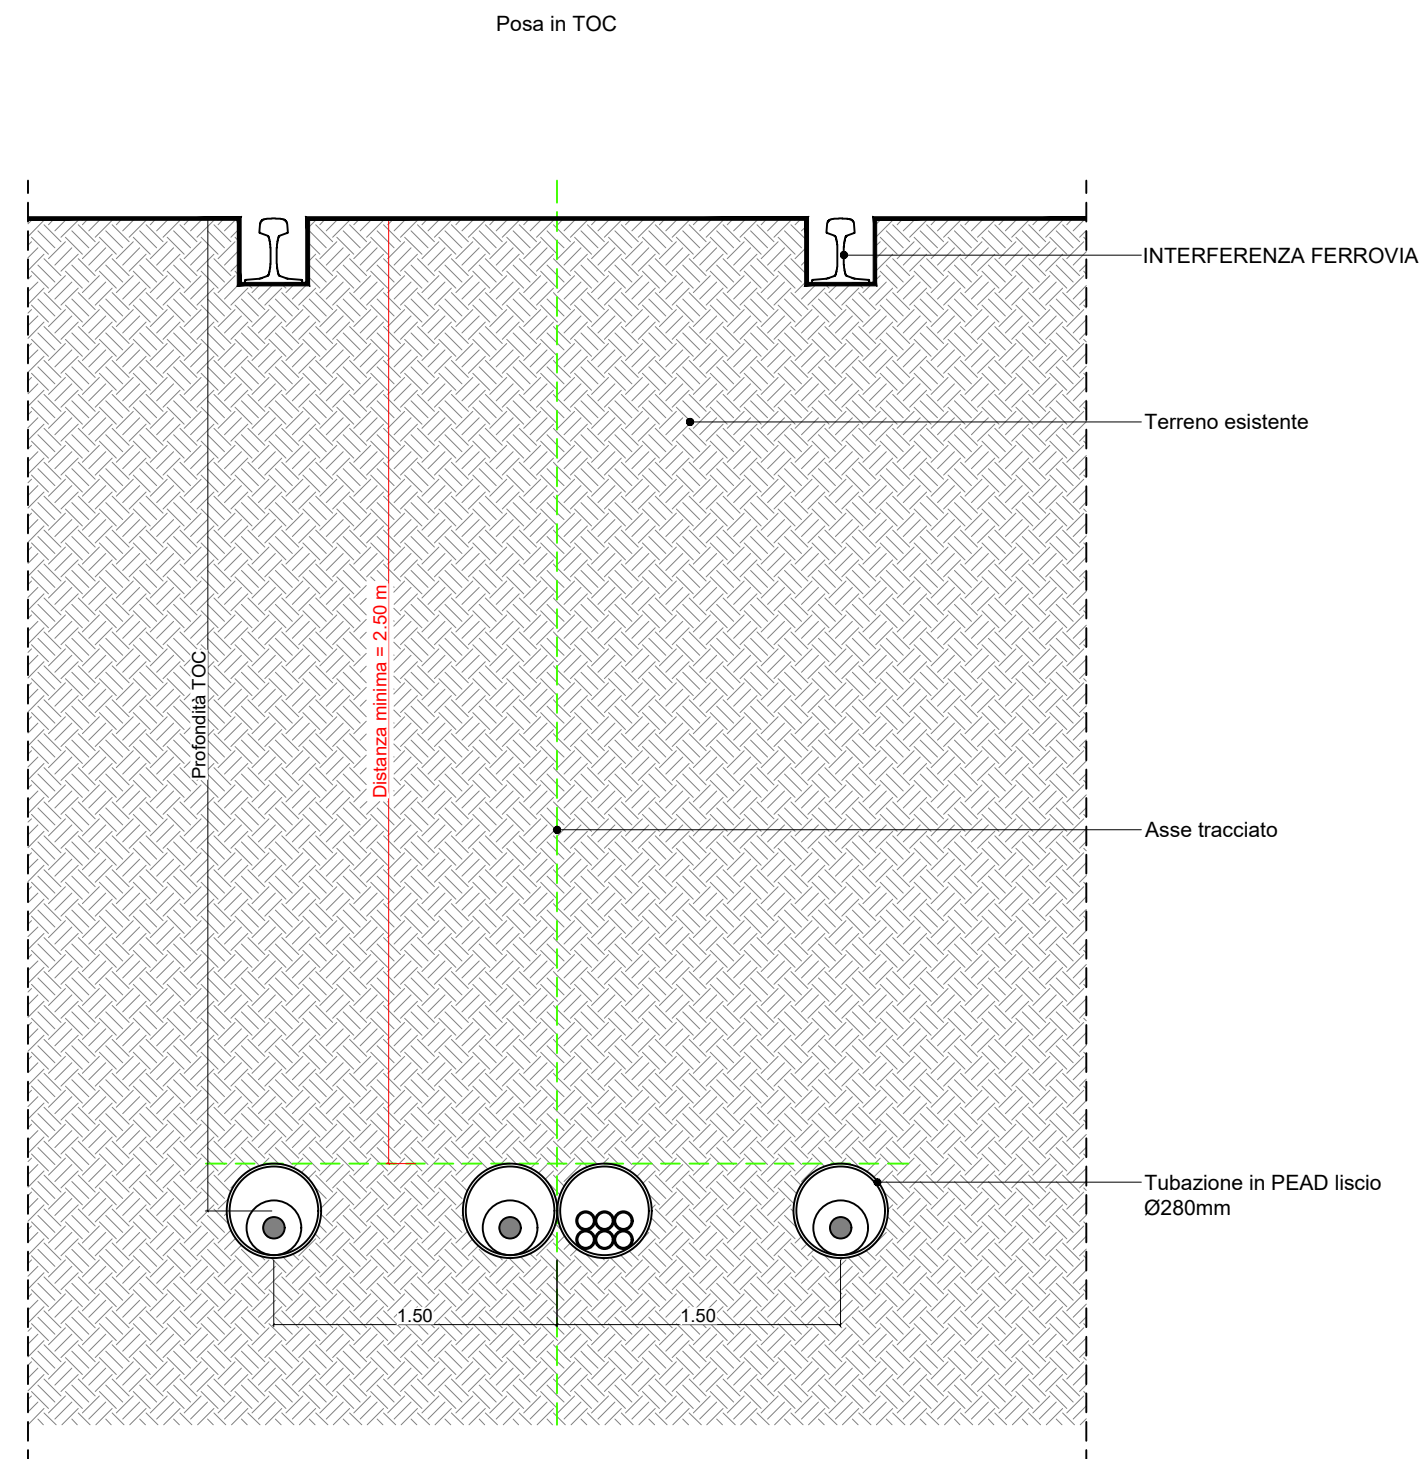 Posa in TOC
INTERFERENZA FERROVIA
Terreno esistente
Distanza minima = 2.50 m
Profondità TOC
Asse tracciato
Tubazione in PEAD liscio
Ø280mm
1.50
1.50